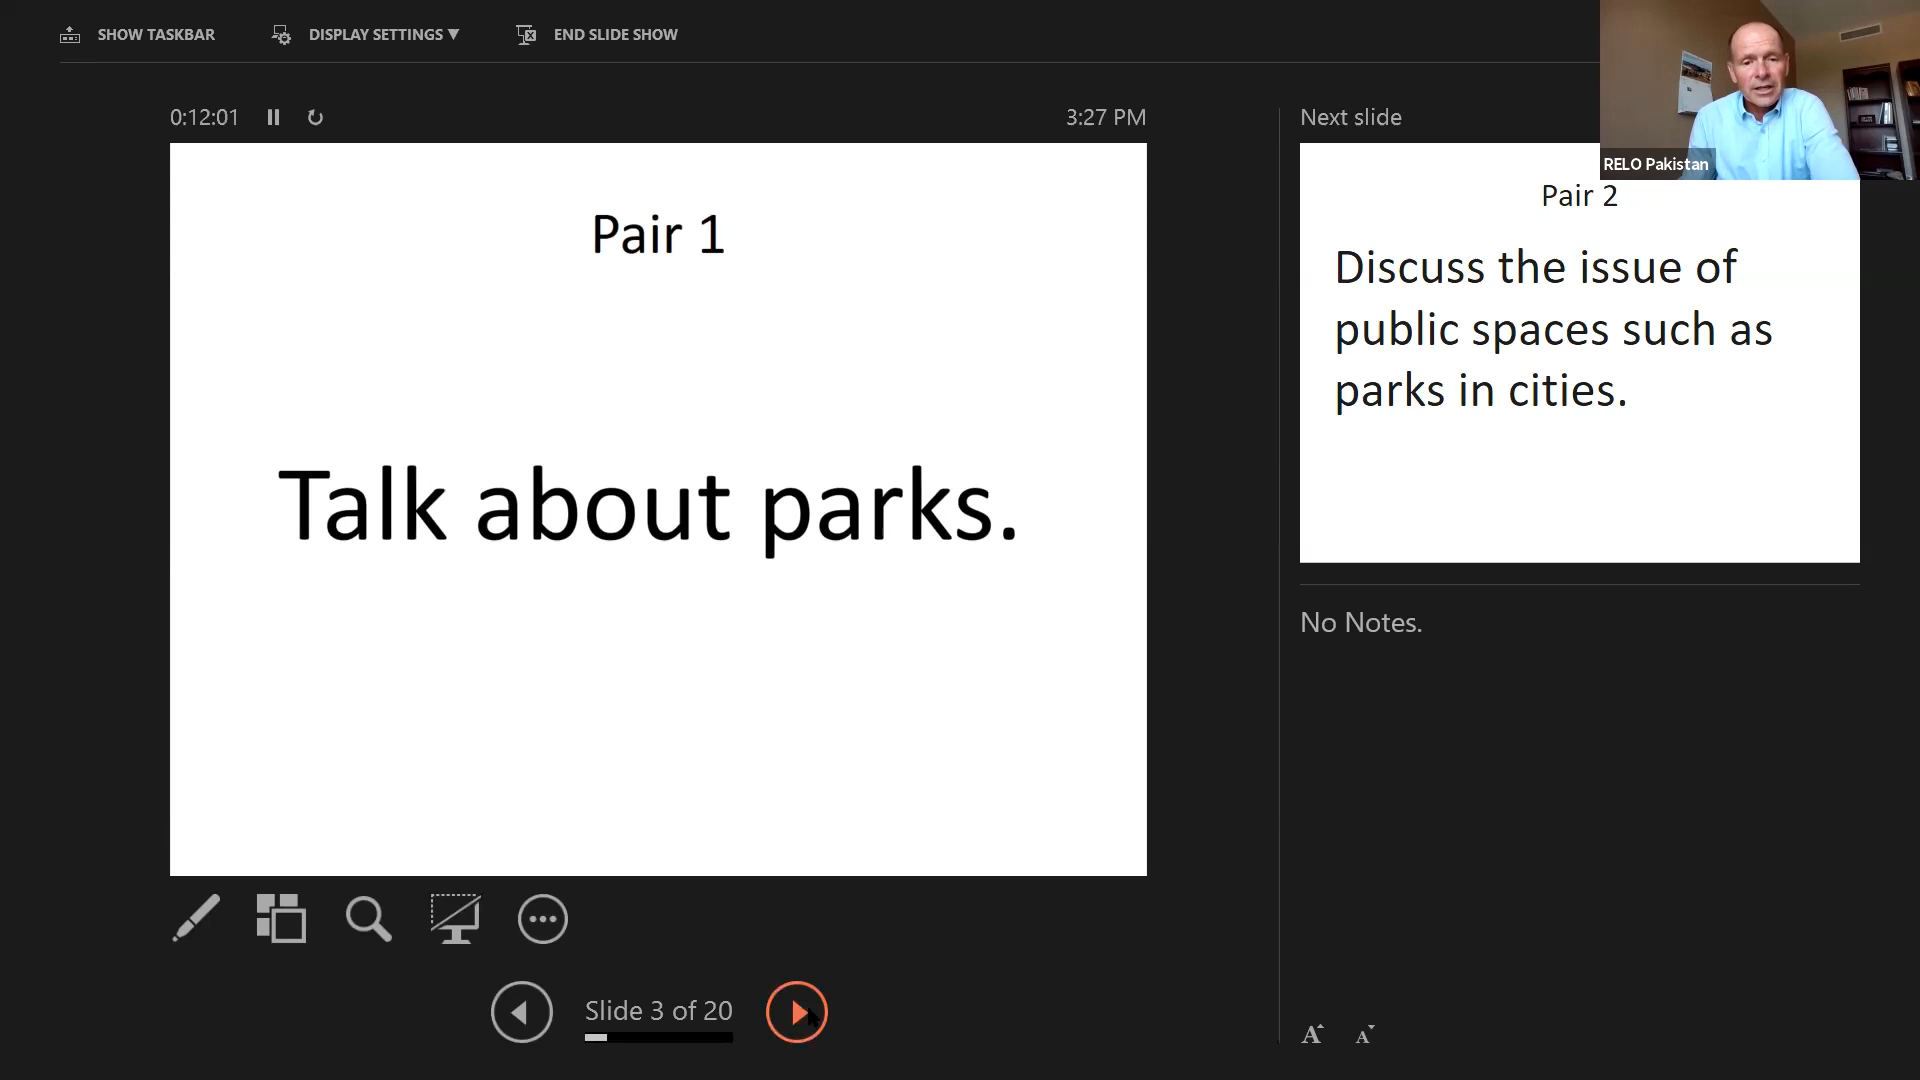 SHOW TASKBAR
DISPLAY SETTINGS ▼
END SLIDE SHOW
0:12:01
3:27 PM
Pair 1
Talk about parks.
Slide 3 of 20
Next slide
RELO Pakistan
Pair 2
Discuss the issue of
public spaces such as
parks in cities.
No Notes.
A A